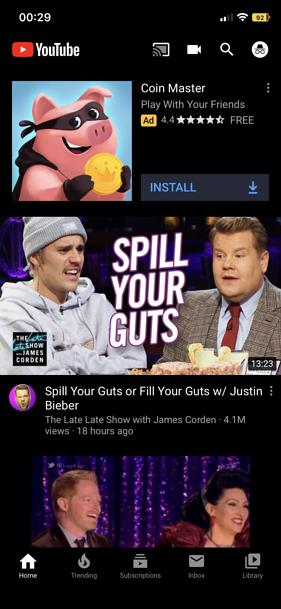 00:29
92
YouTube
Coin Master
Play With Your Friends
Ad 4.4 FREE
INSTALL
SPILL
YOUR
GUTS
THE
Late Late
SHOW
WITH
JAMES
CORDEN
13:23
Spill Your Guts or Fill Your Guts w/ Justin
Bieber
The Late Late Show with James Corden · 4.1M
views · 18 hours ago
Home
Trending
Subscriptions
Inbox
Library